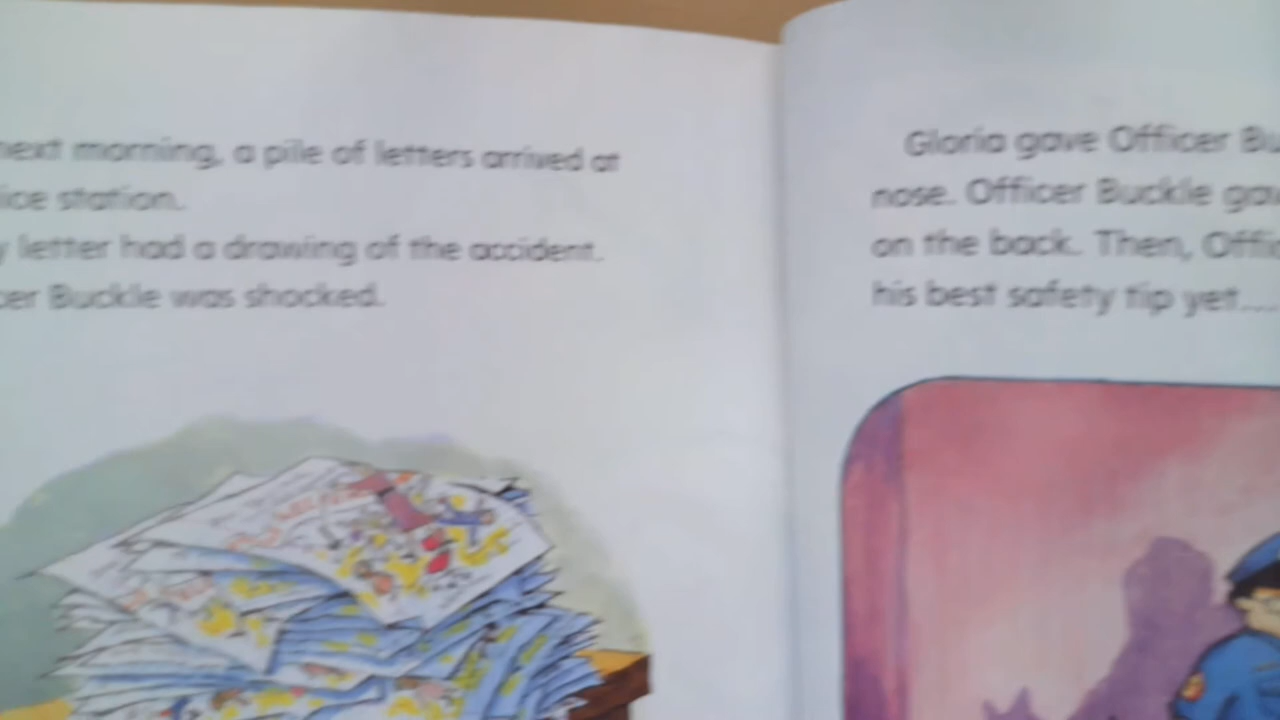 next morning, a pile of letters arrived at
ice station.
y letter had a drawing of the accident.
cer Buckle was shocked.
Gloria gave Officer Bu
nose. Officer Buckle gav
on the back. Then, Offic
his best safety tip yet....